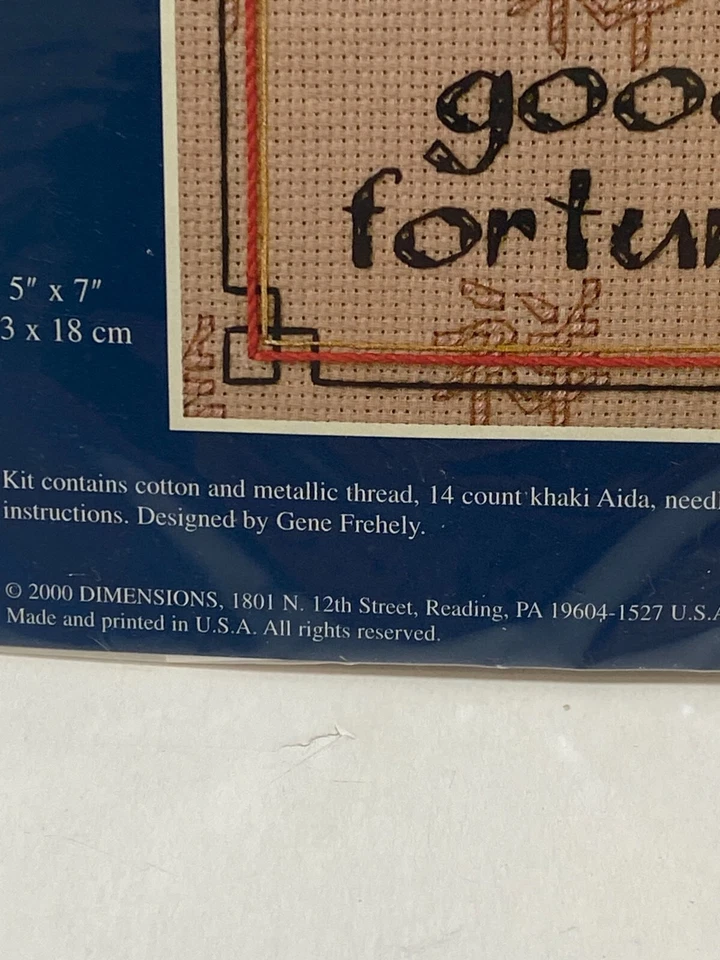 goo
fortu
5" x 7"
3 x 18 cm
Kit contains cotton and metallic thread, 14 count khaki Aida, needl
instructions. Designed by Gene Frehely.
© 2000 DIMENSIONS, 1801 N. 12th Street, Reading, PA 19604-1527 U.S.A
Made and printed in U.S.A. All rights reserved.